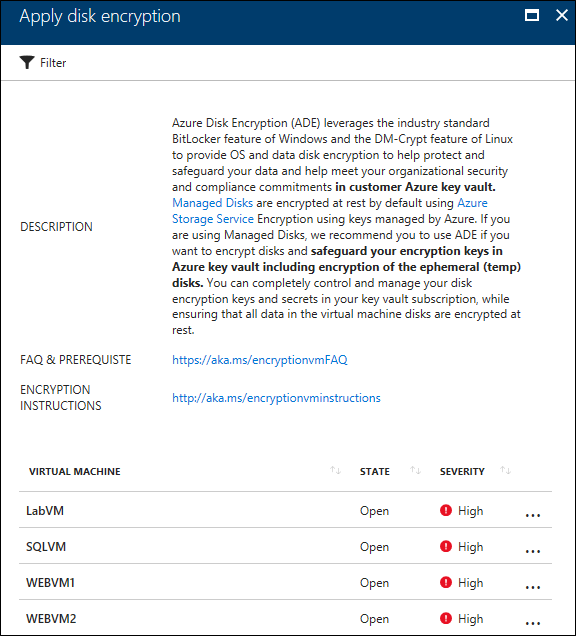 Apply disk encryption
Filter
Azure Disk Encryption (ADE) leverages the industry standard
BitLocker feature of Windows and the DM-Crypt feature of Linux
to provide OS and data disk encryption to help protect and
safeguard your data and help meet your organizational security
and compliance commitments in customer Azure key vault.
Managed Disks are encrypted at rest by default using Azure
Storage Service Encryption using keys managed by Azure. If you
DESCRIPTION
are using Managed Disks, we recommend you to use ADE if you
want to encrypt disks and safeguard your encryption keys in
Azure key vault including encryption of the ephemeral (temp)
disks. You can completely control and manage your disk
encryption keys and secrets in your key vault subscription, while
ensuring that all data in the virtual machine disks are encrypted at
rest.
FAQ & PREREQUISTE https://aka.ms/encryptionvmFAQ
ENCRYPTION
INSTRUCTIONS
http://aka.ms/encryptionvminstructions
VIRTUAL MACHINE STATE SEVERITY
LabVM Open High ...
SQLVM Open High ...
WEBVM1 Open High ...
WEBVM2 Open High ...